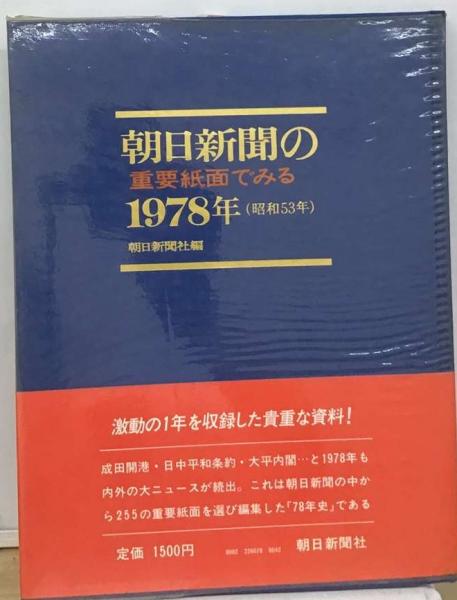 朝日新聞の
重要紙面でみる
1978年(昭和53年)
朝日新聞社編
激動の1年を収録した貴重な資料!
成田開港・日中平和条約・大平内閣…と1978年も
内外の大ニュースが続出。これは朝日新聞の中か
ら255の重要紙面を選び編集した「78年史」である
定価 1500円
朝日新聞社